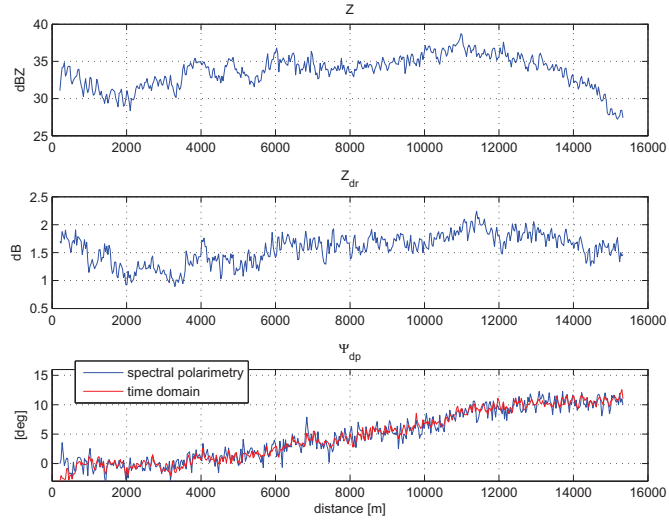 Z
40
35
30
25
dBZ
0 2000 4000 6000 8000 10000 12000 14000 16000
Z_dr
2.5
2
1.5
1
0.5
dB
0 2000 4000 6000 8000 10000 12000 14000 16000
Ψ_dp
15
10
5
0
[deg]
spectral polarimetry
time domain
0 2000 4000 6000 8000 10000 12000 14000 16000
distance [m]